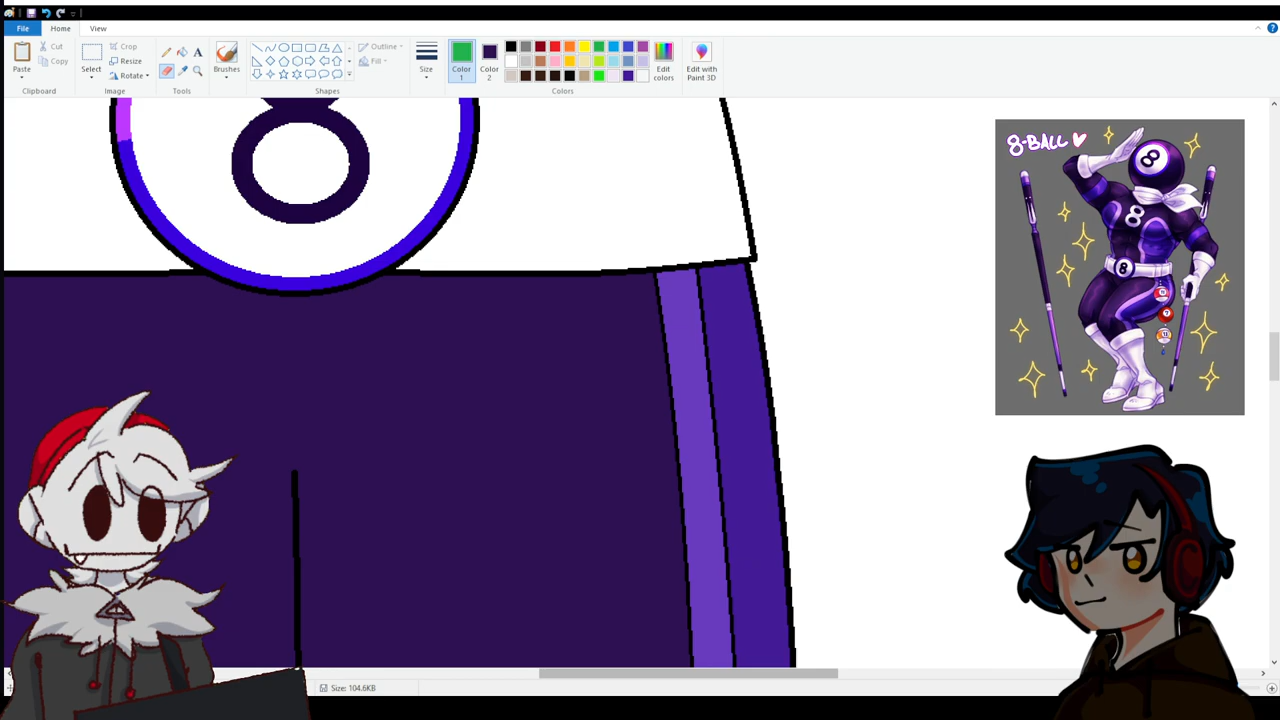 File
Home
View
Paste
Cut
Copy
Clipboard
Select
Crop
Resize
Rotate
Image
A
Tools
Brushes
Outline
Fill
Shapes
Size
Color
1
Color
2
Edit
colors
Colors
Edit with
Paint 3D
8
8-BALL
8
8
8
Size: 104.6KB